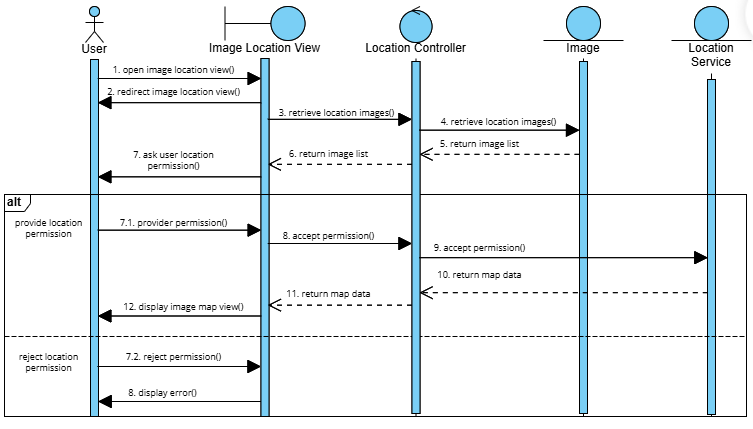 User
Image Location View
Location Controller
Image
Location
Service
1. open image location view()
2. redirect image location view()
3. retrieve location images()
4. retrieve location images()
5. return image list
6. return image list
7. ask user location
permission()
alt
provide location
permission
7.1. provider permission()
8. accept permission()
9. accept permission()
10. return map data
11. return map data
12. display image map view()
reject location
permission
7.2. reject permission()
8. display error()